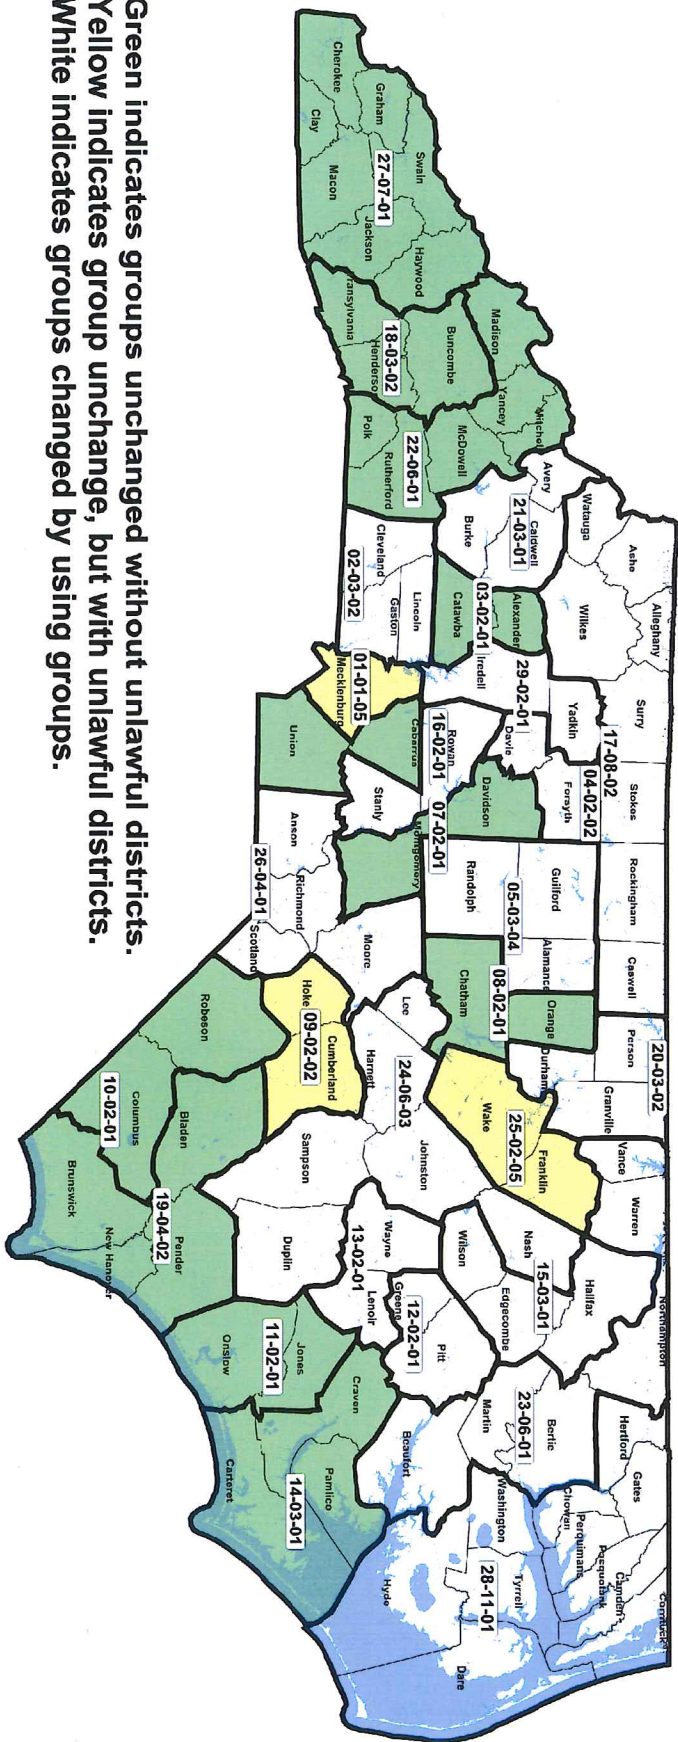 Cherokee
Graham
Clay
Swain
27-07-01
Macon
Jackson
Haywood
Madison
Buncombe
18-03-02
Henderso
ransylvania
Yancey
Mitchel
McDowell
Polk
22-06-01
Rutherford
Avery
Watauga
Ashe
Alleghany
Caldwell
21-03-01
Burke
Wilkes
Surry
Cleveland
02-03-02
Lincoln
Gaston
Alexander
03-02-01
Catawba
Iredell
29-02-01
Yadkin
17-08-02
Stokes
Rockingham
Caswell
Person
20-03-02
Davie
Forsyth
04-02-02
Rowan
16-02-01
Davidson
07-02-01
01-01-05
Mecklenburg
Cabarrus
Union
Stanly
Montgomery
Anson
Richmond
26-04-01
Scotland
Moore
Randolph
Guilford
05-03-04
Alamance
Orange
08-02-01
Chatham
Durham
Granville
Vance
Warren
Lee
Harnett
24-06-03
Johnston
Wake
25-02-05
Franklin
Hoke
09-02-02
Cumberland
Robeson
10-02-01
Columbus
Bladen
Brunswick
New Hanover
19-04-02
Pender
Sampson
Duplin
Wayne
13-02-01
Lenoir
Greene
12-02-01
Pitt
Wilson
Nash
15-03-01
Edgecombe
Halifax
Northampton
Hertford
Gates
Bertie
23-06-01
Martin
Beaufort
Onslow
11-02-01
Jones
Craven
Pamlico
14-03-01
Carteret
Washington
Tyrrell
28-11-01
Hyde
Dare
Chowan
Perquimans
Pasquotank
Camden
Currituck
Green indicates groups unchanged without unlawful districts.
Yellow indicates group unchange, but with unlawful districts.
White indicates groups changed by using groups.